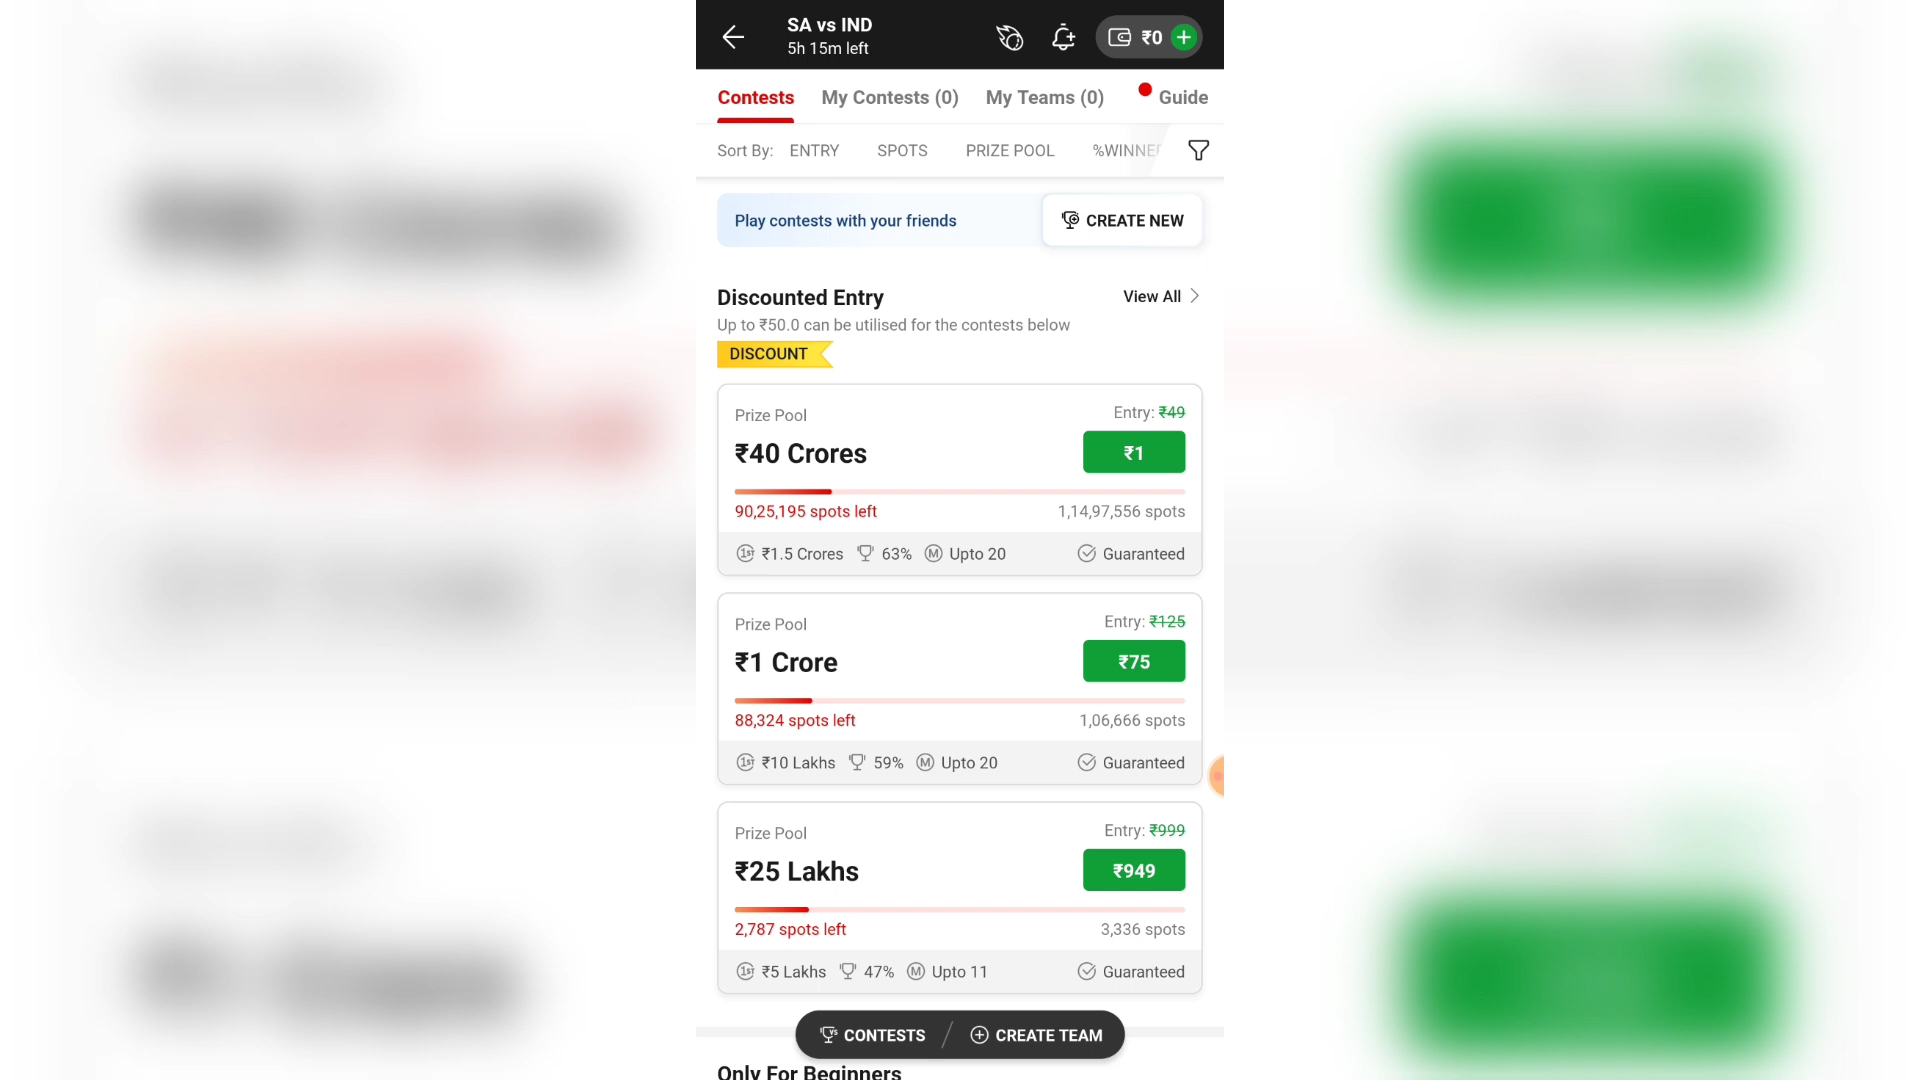 SA vs IND
5h 15m left
₹0
Contests My Contests (0) My Teams (0) Guide
Sort By: ENTRY SPOTS PRIZE POOL
Play contests with your friends
CREATE NEW
Discounted Entry
View All
Up to ₹50.0 can be utilised for the contests below
DISCOUNT
Prize Pool
Entry: ₹49
₹40 Crores
₹1
90,25,195 spots left
1,14,97,556 spots
1st ₹1.5 Crores 63% M Upto 20 Guaranteed
Prize Pool
Entry: ₹125
₹1 Crore
₹75
88,324 spots left
1,06,666 spots
1st ₹10 Lakhs 59% M Upto 20 Guaranteed
Prize Pool
Entry: ₹999
₹25 Lakhs
₹949
2,787 spots left
3,336 spots
1st ₹5 Lakhs 47% M Upto 11 Guaranteed
CONTESTS / CREATE TEAM
Only For Beginners